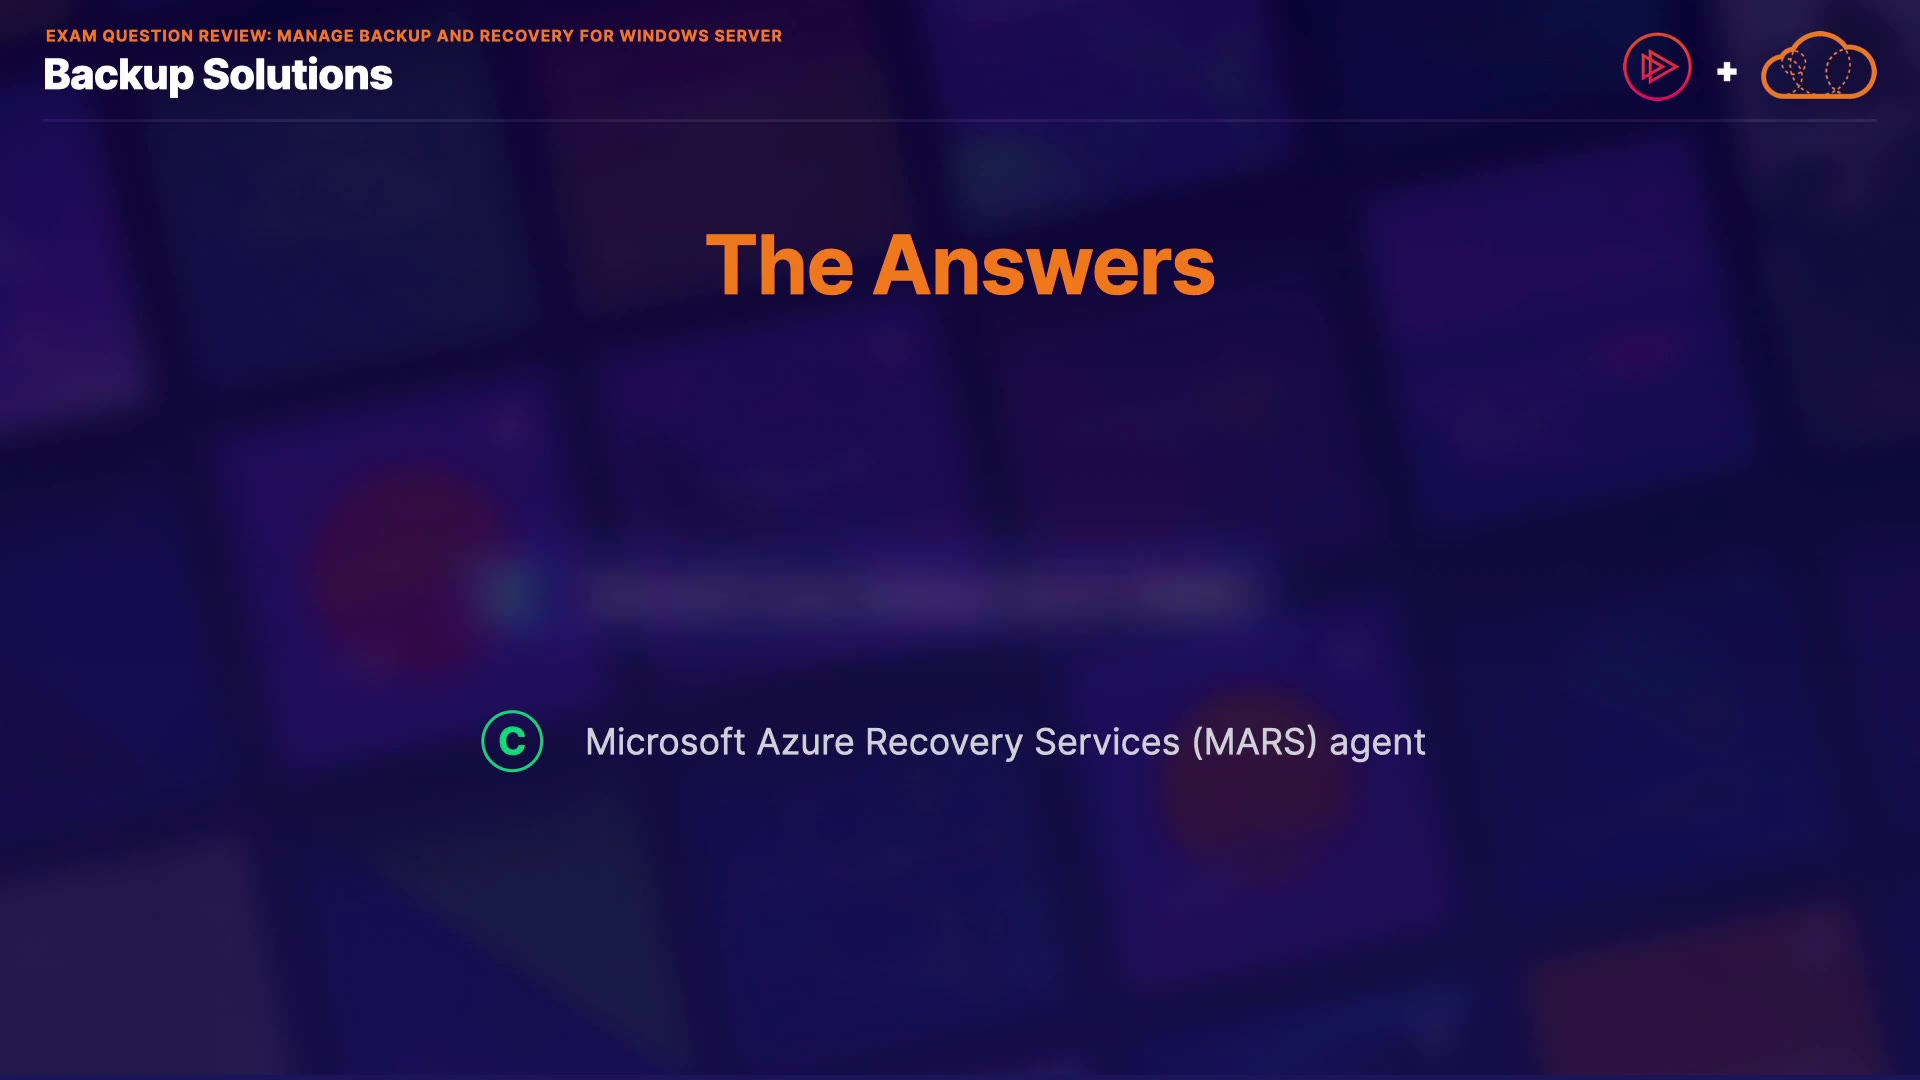 EXAM QUESTION REVIEW: MANAGE BACKUP AND RECOVERY FOR WINDOWS SERVER
Backup Solutions
The Answers
C Microsoft Azure Recovery Services (MARS) agent